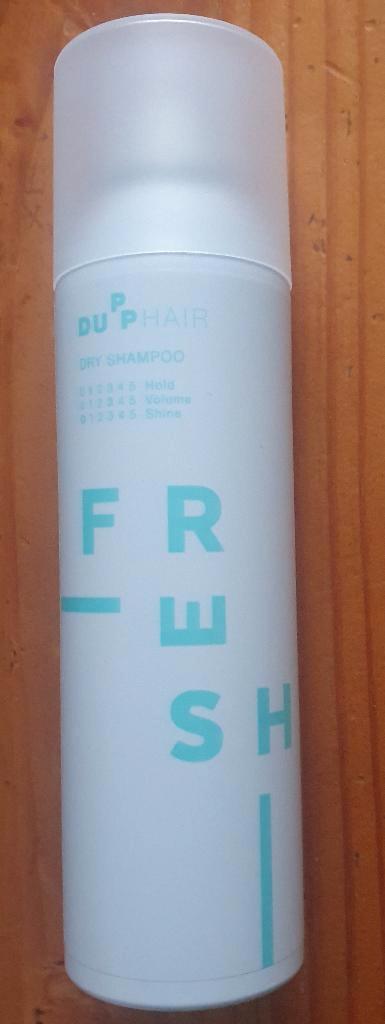 DUPPHAIR
DRY SHAMPOO
0 1 2 3 4 5 Hold
0 1 2 3 4 5 Volume
0 1 2 3 4 5 Shine
FRESH